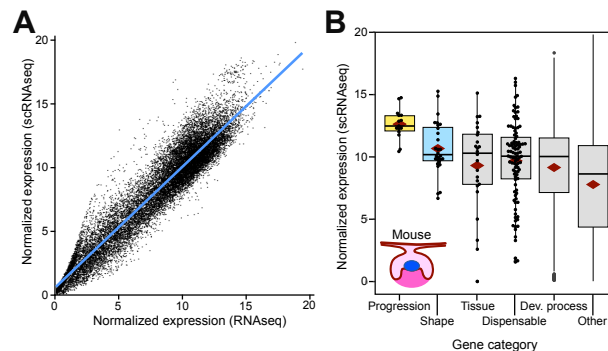 A
20
15
10
5
0
Normalized expression (scRNAseq)
0
5
10
15
20
Normalized expression (RNAseq)
B
20
15
10
5
0
Normalized expression (scRNAseq)
Mouse
Progression
Tissue
Dev. process
Shape
Dispensable
Other
Gene category